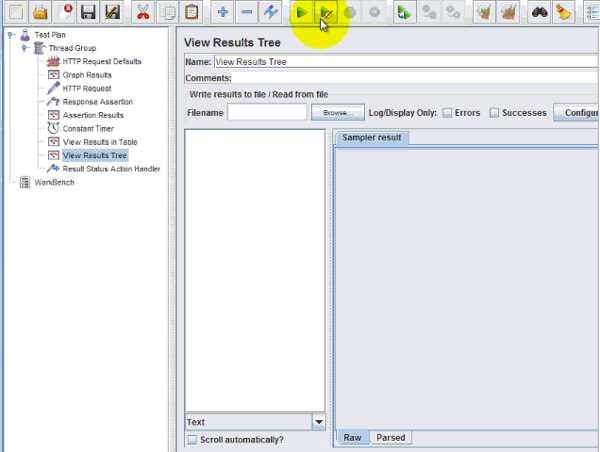 Test Plan
Thread Group
HTTP Request Defaults
Graph Results
HTTP Request
Response Assertion
Assertion Results
Constant Timer
View Results in Table
View Results Tree
Result Status Action Handler
WorkBench
View Results Tree
Name: View Results Tree
Comments:
Write results to file / Read from file
Filename Browse... Log/Display Only: Errors Successes Configur
Sampler result
Text
Scroll automatically?
Raw Parsed